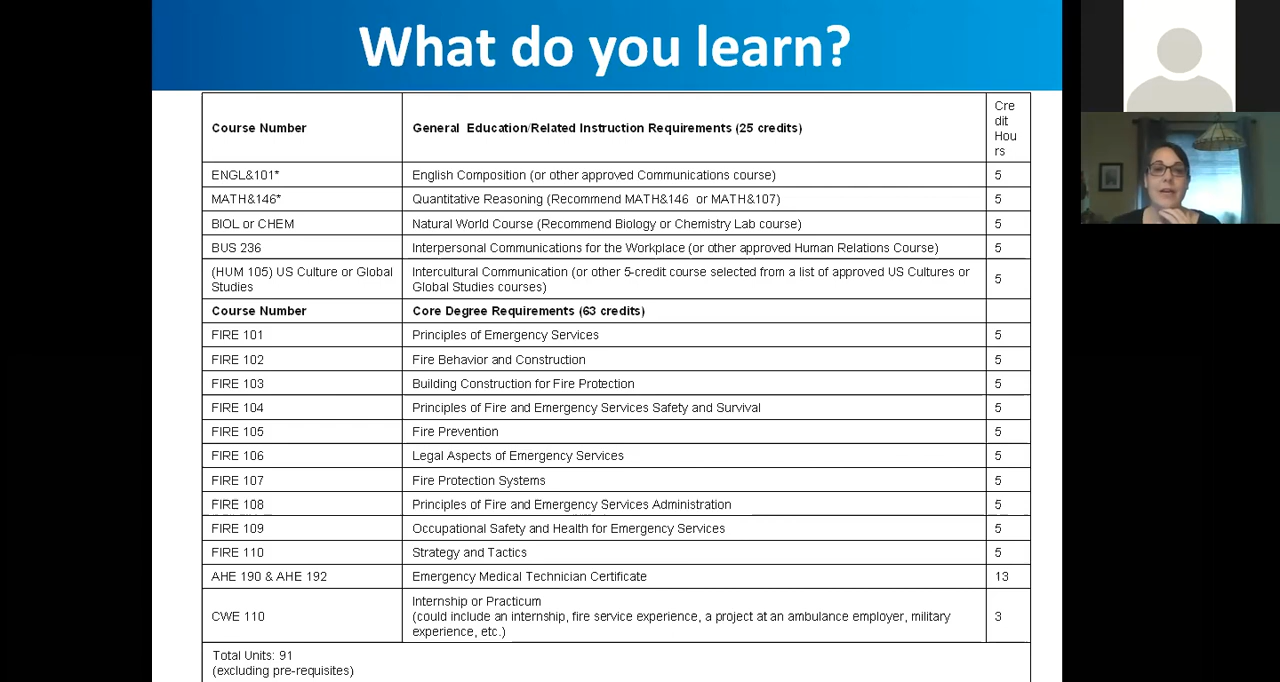 What do you learn?
Course Number
General Education/Related Instruction Requirements (25 credits)
Cre
dit
Hou
rs
ENGL&101* English Composition (or other approved Communications course) 5
MATH&146* Quantitative Reasoning (Recommend MATH&146 or MATH&107) 5
BIOL or CHEM Natural World Course (Recommend Biology or Chemistry Lab course) 5
BUS 236 Interpersonal Communications for the Workplace (or other approved Human Relations Course) 5
(HUM 105) US Culture or Global
Studies
Intercultural Communication (or other 5-credit course selected from a list of approved US Cultures or
Global Studies courses)
5
Course Number Core Degree Requirements (63 credits)
FIRE 101 Principles of Emergency Services 5
FIRE 102 Fire Behavior and Construction 5
FIRE 103 Building Construction for Fire Protection 5
FIRE 104 Principles of Fire and Emergency Services Safety and Survival 5
FIRE 105 Fire Prevention 5
FIRE 106 Legal Aspects of Emergency Services 5
FIRE 107 Fire Protection Systems 5
FIRE 108 Principles of Fire and Emergency Services Administration 5
FIRE 109 Occupational Safety and Health for Emergency Services 5
FIRE 110 Strategy and Tactics 5
AHE 190 & AHE 192 Emergency Medical Technician Certificate 13
CWE 110
Internship or Practicum
(could include an internship, fire service experience, a project at an ambulance employer, military
experience, etc.)
3
Total Units: 91
(excluding pre-requisites)